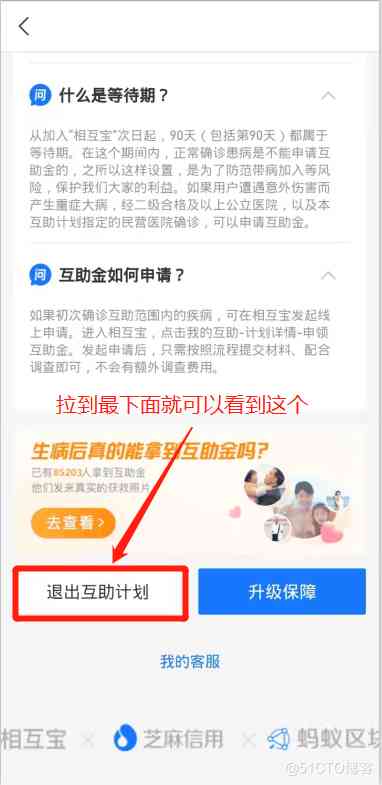 问 什么是等待期？
从加入“相互宝”次日起，90天（包括第90天）都属于
等待期。在这个期间内，正常确诊患病是不能申请互
助金的，之所以这样设置，是为了防范带病加入等风
险，保护我们大家的利益。如果用户遭遇意外伤害而
产生重症大病，经二级合格及以上公立医院，以及本
互助计划指定的民营医院确诊，可以申请互助金。
问 互助金如何申请？
如果初次确诊互助范围内的疾病，可在相互宝发起线
上申请。进入相互宝，点击我的互助-计划详情-申领
互助金。发起申请后，只需按照流程提交材料、配合
调查即可，不会有额外调查费用。
拉到最下面就可以看到这个
生病后真的能拿到互助金吗?
已有85203人拿到互助金
他们发来真实的获救照片
去查看
退出互助计划
升级保障
我的客服
相互宝 × 芝麻信用 × 蚂蚁区块
@51CTO博客